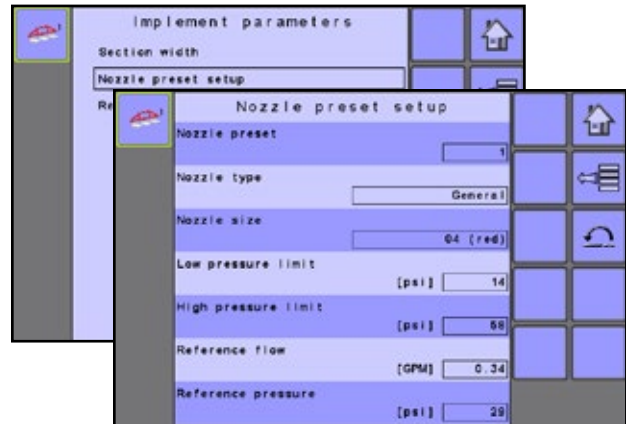 Implement parameters
Section width
Nozzle preset setup
Re
Nozzle preset setup
Nozzle preset
1
Nozzle type
General
Nozzle size
04 (red)
Low pressure limit
[psi] 14
High pressure limit
[psi] 58
Reference flow
[GPM] 0.34
Reference pressure
[psi] 29